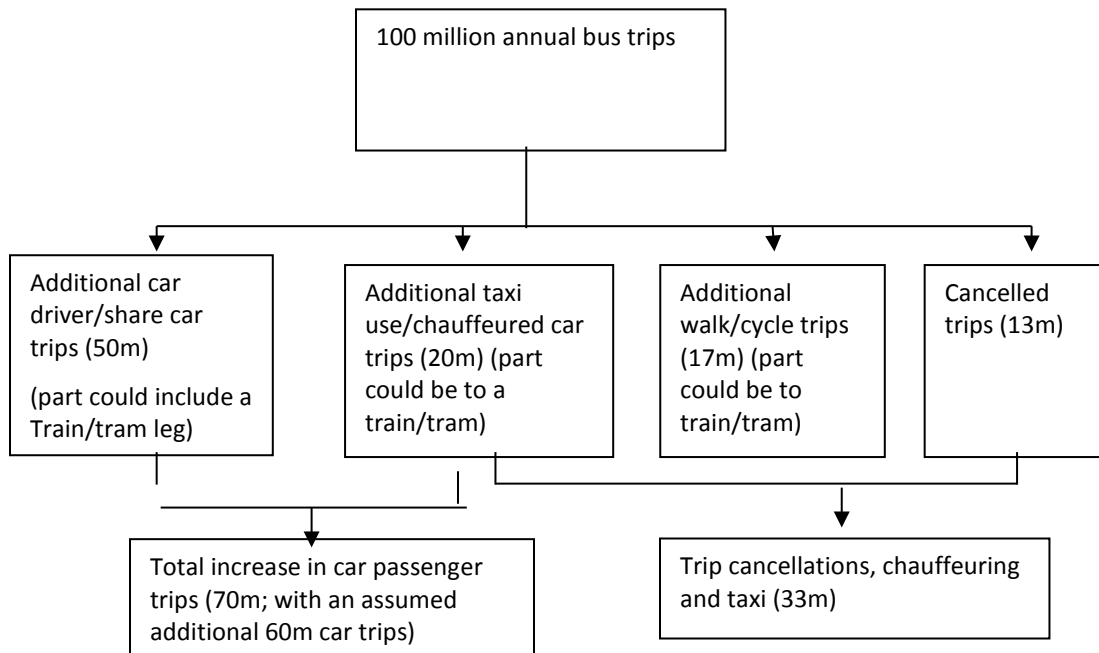 100 million annual bus trips
Additional car
driver/share car
trips (50m)
(part could include a
Train/tram leg)
Additional taxi
use/chauffeured car
trips (20m) (part
could be to a
train/tram)
Additional
walk/cycle trips
(17m) (part
could be to
train/tram)
Cancelled
trips (13m)
Total increase in car passenger
trips (70m; with an assumed
additional 60m car trips)
Trip cancellations, chauffeuring
and taxi (33m)